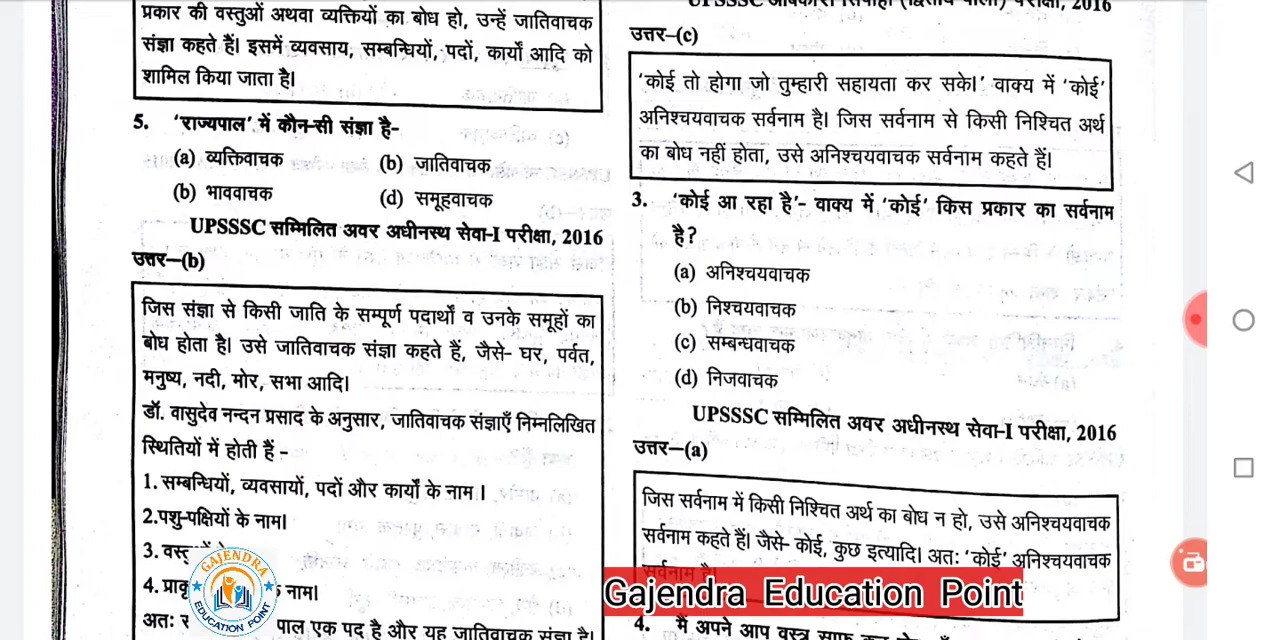 प्रकार की वस्तुओं अथवा व्यक्तियों का बोध हो, उन्हें जातिवाचक
संज्ञा कहते हैं। इसमें व्यवसाय, सम्बन्धियों, पदों, कार्यों आदि को
शामिल किया जाता है।
5. 'राज्यपाल' में कौन-सी संज्ञा है-
(a) व्यक्तिवाचक (b) जातिवाचक
(b) भाववाचक (d) समूहवाचक
UPSSSC सम्मिलित अवर अधीनस्थ सेवा-I परीक्षा, 2016
उत्तर–(b)
जिस संज्ञा से किसी जाति के सम्पूर्ण पदार्थों व उनके समूहों का
बोध होता है। उसे जातिवाचक संज्ञा कहते हैं, जैसे- घर, पर्वत,
मनुष्य, नदी, मोर, सभा आदि।
डॉ. वासुदेव नन्दन प्रसाद के अनुसार, जातिवाचक संज्ञाएँ निम्नलिखित
स्थितियों में होती हैं -
1. सम्बन्धियों, व्यवसायों, पदों और कार्यों के नाम ।
2.पशु-पक्षियों के नाम।
3.
4. नाम।
अतः पाल एक पद है और यह जातिवाचक संज्ञा है।
GAJENDRA
EDUCATION POINT
UPSSSC आबकारी सिपाही (द्वितीय पाली) परीक्षा, 2016
उत्तर–(c)
'कोई तो होगा जो तुम्हारी सहायता कर सके।' वाक्य में 'कोई'
अनिश्चयवाचक सर्वनाम है। जिस सर्वनाम से किसी निश्चित अर्थ
का बोध नहीं होता, उसे अनिश्चयवाचक सर्वनाम कहते हैं।
3. 'कोई आ रहा है'- वाक्य में 'कोई' किस प्रकार का सर्वनाम
है?
(a) अनिश्चयवाचक
(b) निश्चयवाचक
(c) सम्बन्धवाचक
(d) निजवाचक
UPSSSC सम्मिलित अवर अधीनस्थ सेवा-I परीक्षा, 2016
उत्तर–(a)
जिस सर्वनाम में किसी निश्चित अर्थ का बोध न हो, उसे अनिश्चयवाचक
सर्वनाम कहते हैं। जैसे- कोई, कुछ इत्यादि। अतः 'कोई' अनिश्चयवाचक
सर्वनाम है।
Gajendra Education Point
4. मैं अपने आप वस्त्र साफ कर